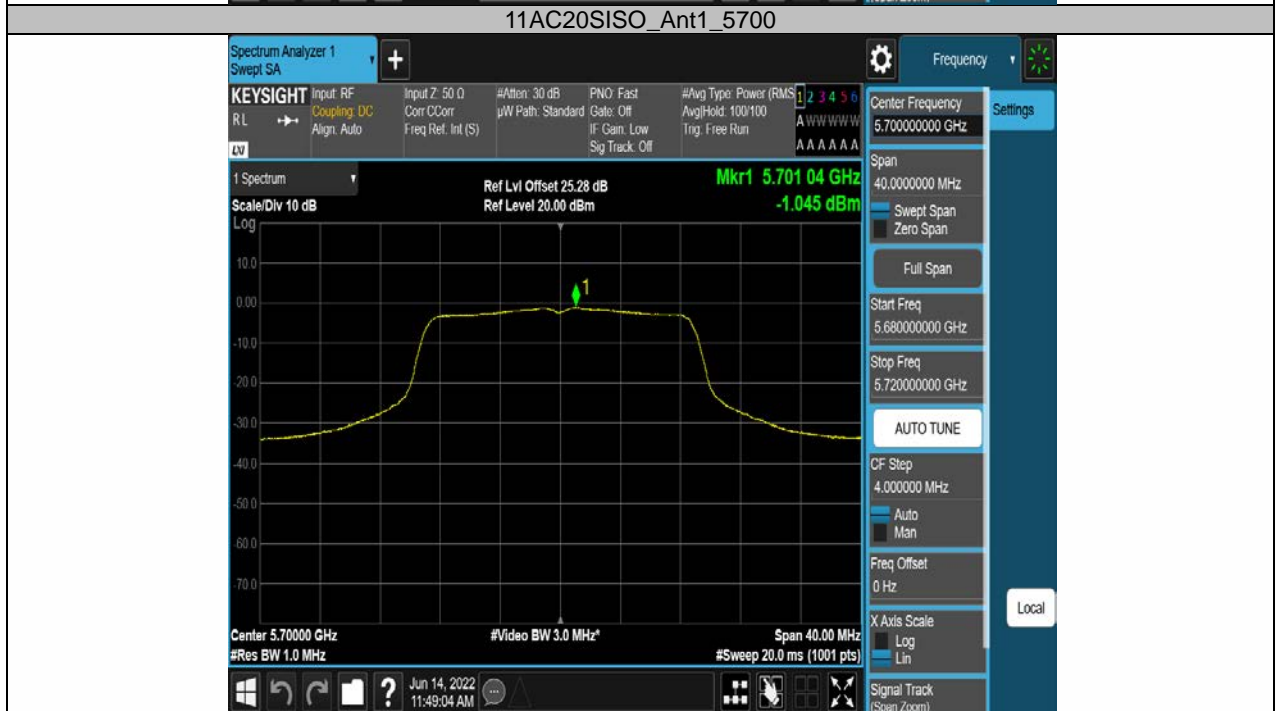 (Span Zoom)
11AC20SISO_Ant1_5700
Spectrum Analyzer 1
Swept SA
Frequency
KEYSIGHT
RL
Input: RF
Coupling: DC
Align: Auto
Input Z: 50 Ω
Corr CCorr
Freq Ref: Int (S)
#Atten: 30 dB
µW Path: Standard
PNO: Fast
Gate: Off
IF Gain: Low
Sig Track: Off
#Avg Type: Power (RMS
Avg|Hold: 100/100
Trig: Free Run
1 2 3 4 5 6
A W W W W W
A A A A A A
1 Spectrum
Scale/Div 10 dB
Log
Ref Lvl Offset 25.28 dB
Ref Level 20.00 dBm
Mkr1 5.701 04 GHz
-1.045 dBm
1
10.0
0.00
-10.0
-20.0
-30.0
-40.0
-50.0
-60.0
-70.0
Center 5.70000 GHz
#Res BW 1.0 MHz
#Video BW 3.0 MHz*
Span 40.00 MHz
#Sweep 20.0 ms (1001 pts)
Center Frequency
5.700000000 GHz
Settings
Span
40.0000000 MHz
Swept Span
Zero Span
Full Span
Start Freq
5.680000000 GHz
Stop Freq
5.720000000 GHz
AUTO TUNE
CF Step
4.000000 MHz
Auto
Man
Freq Offset
0 Hz
X Axis Scale
Log
Lin
Local
Signal Track
(Span Zoom)
?
Jun 14, 2022
11:49:04 AM